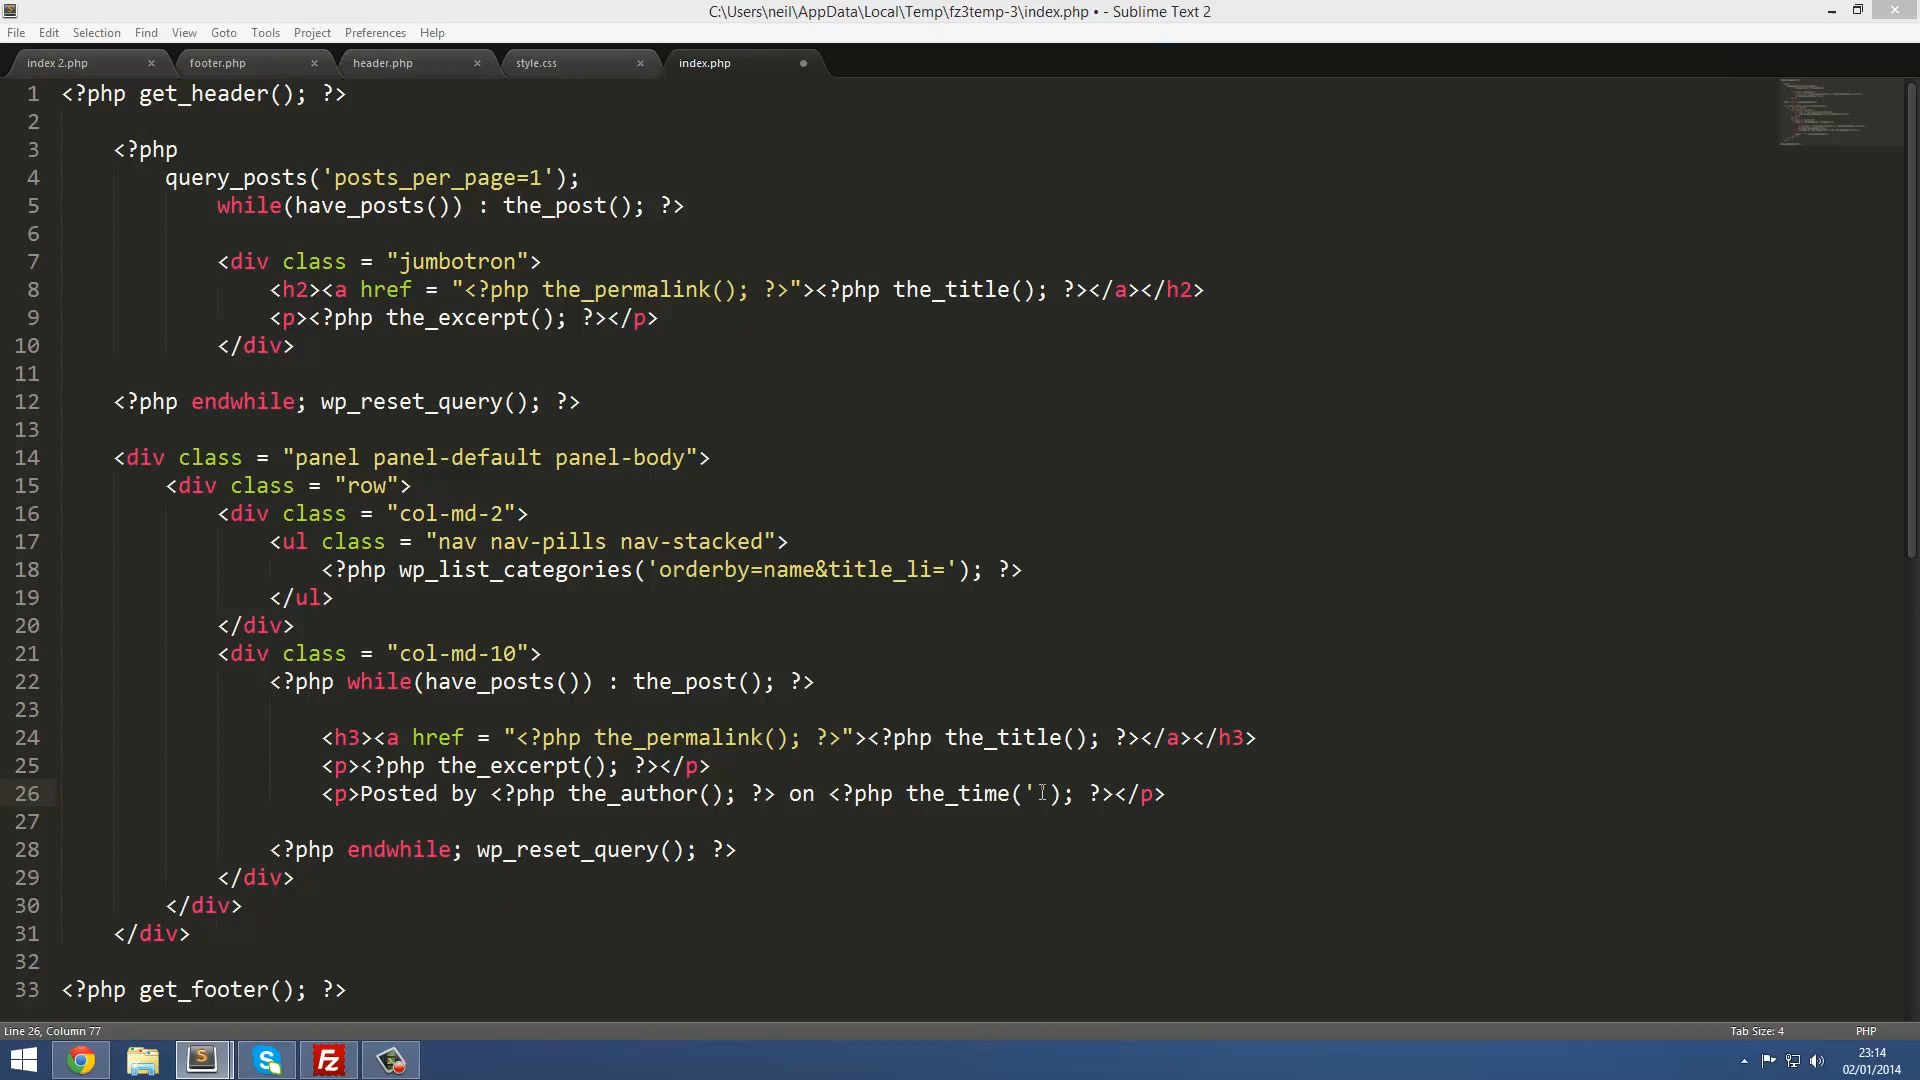 C:\Users\neil\AppData\Local\Temp\fz3temp-3\index.php • - Sublime Text 2
File Edit Selection Find View Goto Tools Project Preferences Help
index 2.php × footer.php × header.php × style.css × index.php
1 <?php get_header(); ?>
2
3 <?php
4 query_posts('posts_per_page=1');
5 while(have_posts()) : the_post(); ?>
6
7 <div class = "jumbotron">
8 <h2><a href = "<?php the_permalink(); ?>"><?php the_title(); ?></a></h2>
9 <p><?php the_excerpt(); ?></p>
10 </div>
11
12 <?php endwhile; wp_reset_query(); ?>
13
14 <div class = "panel panel-default panel-body">
15 <div class = "row">
16 <div class = "col-md-2">
17 <ul class = "nav nav-pills nav-stacked">
18 <?php wp_list_categories('orderby=name&title_li='); ?>
19 </ul>
20 </div>
21 <div class = "col-md-10">
22 <?php while(have_posts()) : the_post(); ?>
23
24 <h3><a href = "<?php the_permalink(); ?>"><?php the_title(); ?></a></h3>
25 <p><?php the_excerpt(); ?></p>
26 <p>Posted by <?php the_author(); ?> on <?php the_time(''); ?></p>
27
28 <?php endwhile; wp_reset_query(); ?>
29 </div>
30 </div>
31 </div>
32
33 <?php get_footer(); ?>
Line 26, Column 77 Tab Size: 4 PHP
23:14
02/01/2014